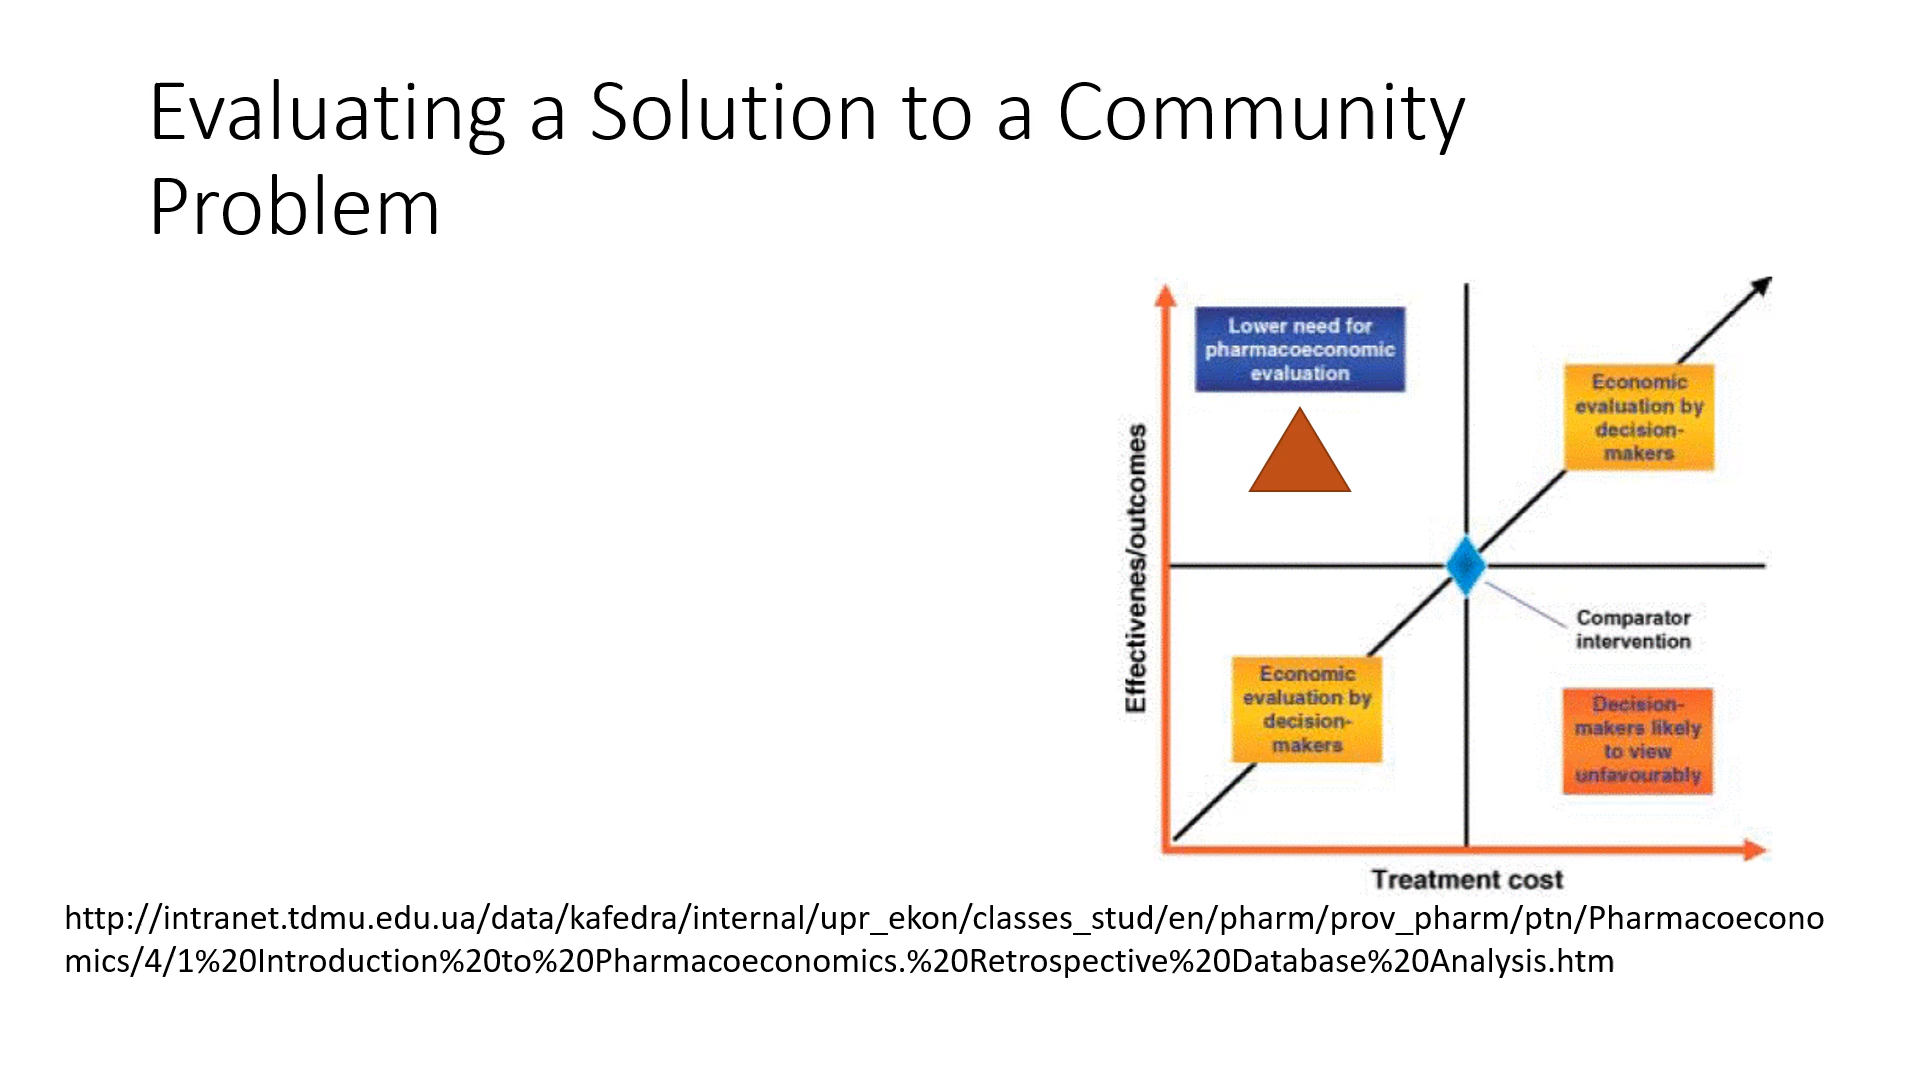 Evaluating a Solution to a Community
Problem
Lower need for
pharmacoeconomic
evaluation
Economic
evaluation by
decision-
makers
Effectivenes/outcomes
Comparator
intervention
Economic
evaluation by
decision-
makers
Decision-
makers likely
to view
unfavourably
Treatment cost
http://intranet.tdmu.edu.ua/data/kafedra/internal/upr_ekon/classes_stud/en/pharm/prov_pharm/ptn/Pharmacoecono
mics/4/1%20Introduction%20to%20Pharmacoeconomics.%20Retrospective%20Database%20Analysis.htm